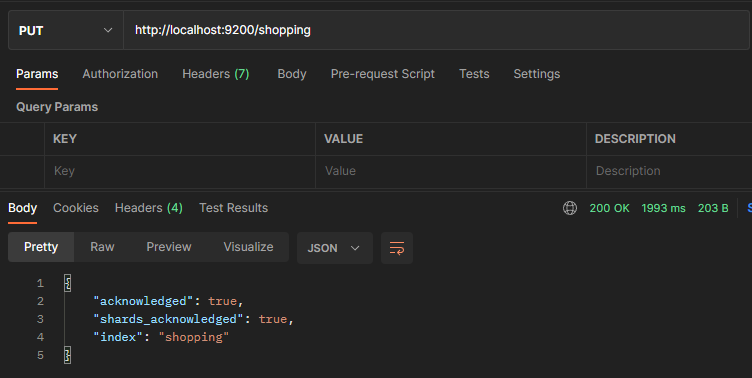 PUT http://localhost:9200/shopping
Params Authorization Headers (7) Body Pre-request Script Tests Settings
Query Params
KEY VALUE DESCRIPTION
Key Value Description
Body Cookies Headers (4) Test Results 200 OK 1993 ms 203 B
Pretty Raw Preview Visualize JSON
1 {
2 "acknowledged": true,
3 "shards_acknowledged": true,
4 "index": "shopping"
5 }